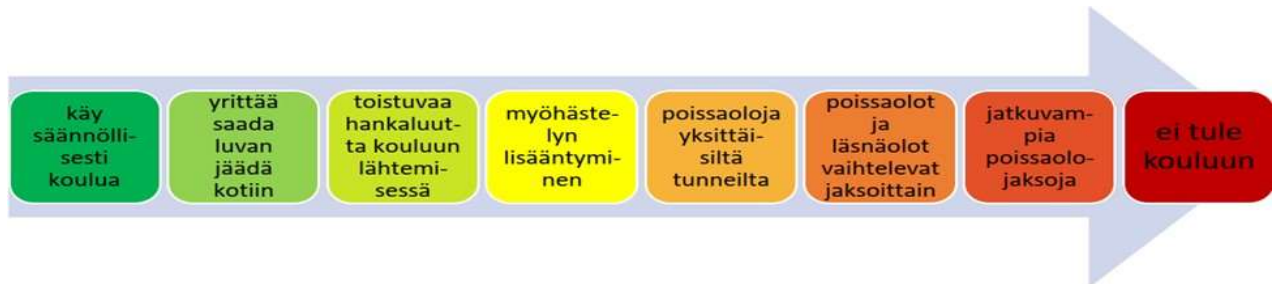 käy
säännölli-
sesti
koulua
yrittää
saada
luvan
jäädä
kotiin
toistuvaa
hankaluut-
ta kouluun
lähtemi-
sessä
myöhäste-
lyn
lisääntymi-
nen
poissaoloja
yksittäi-
siltä
tunneilta
poissaolot
ja
läsnäolot
vaihtelevat
jaksoittain
jatkuvam-
pia
poissaolo-
jaksoja
ei tule
kouluun